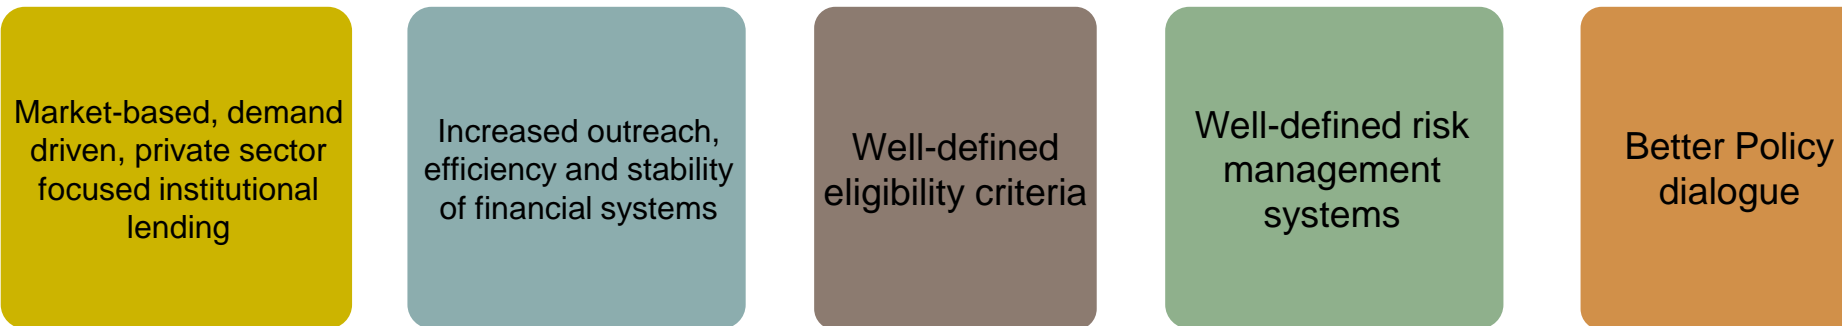 Market-based, demand
driven, private sector
focused institutional
lending
Increased outreach,
efficiency and stability
of financial systems
Well-defined
eligibility criteria
Well-defined risk
management
systems
Better Policy
dialogue